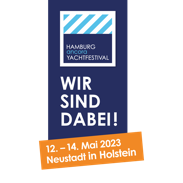 HAMBURG
ancora
YACHTFESTIVAL
WIR
SIND
DABEI!
12. – 14. Mai 2023
Neustadt in Holstein